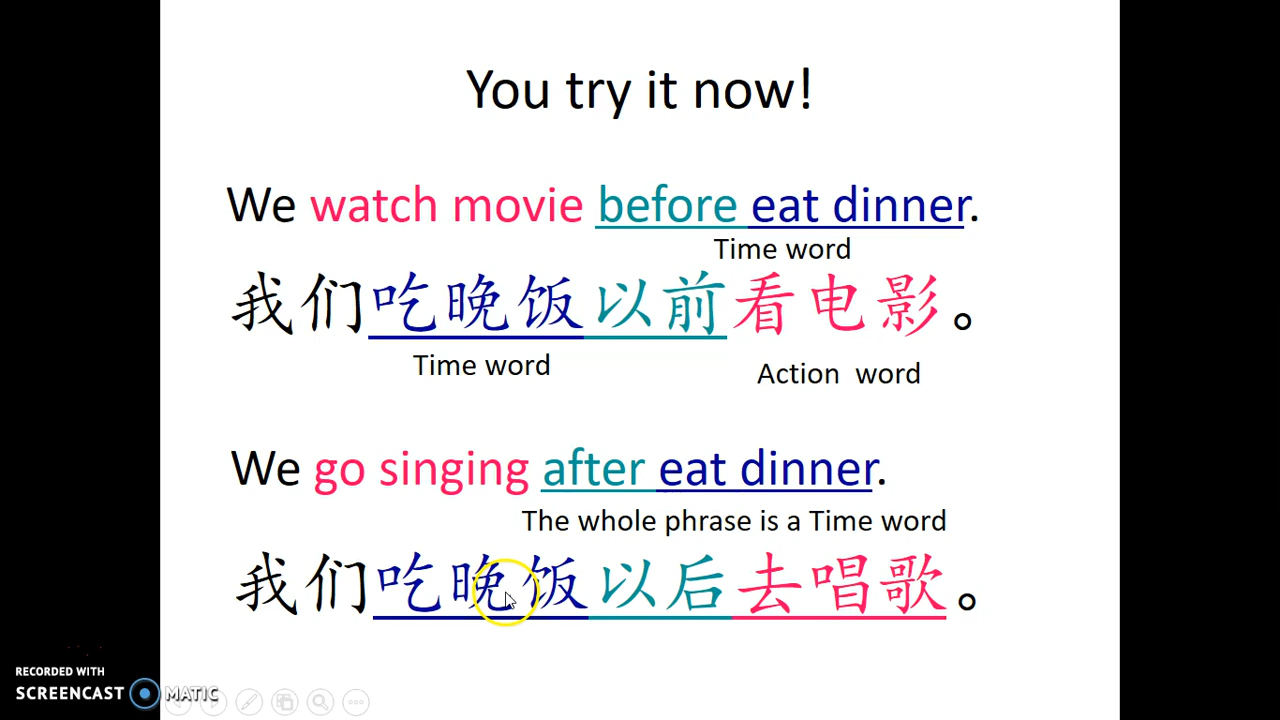 You try it now!
We watch movie before eat dinner.
Time word
我们吃晚饭以前看电影。
Time word
Action word
We go singing after eat dinner.
The whole phrase is a Time word
我们吃晚饭以后去唱歌。
RECORDED WITH
SCREENCAST MATIC